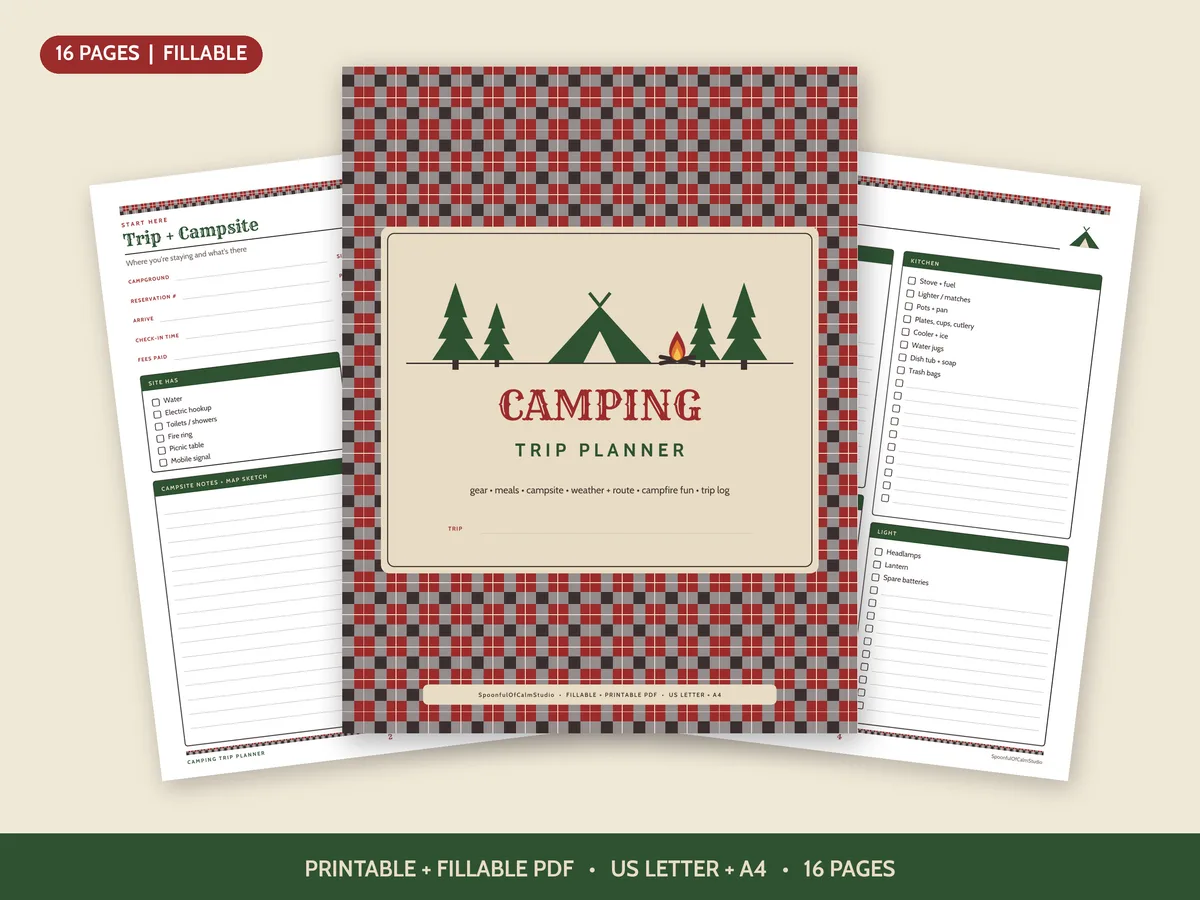 16 PAGES | FILLABLE
START HERE
Trip + Campsite
Where you're staying and what's there
CAMPGROUND
RESERVATION #
ARRIVE
CHECK-IN TIME
FEES PAID
SITE HAS
Water
Electric hookup
Toilets / showers
Fire ring
Picnic table
Mobile signal
CAMPSITE NOTES + MAP SKETCH
CAMPING TRIP PLANNER
2
CAMPING
TRIP PLANNER
gear • meals • campsite • weather + route • campfire fun • trip log
TRIP
SpoonfulOfCalmStudio • FILLABLE + PRINTABLE PDF • US LETTER + A4
KITCHEN
Stove + fuel
Lighter / matches
Pots + pan
Plates, cups, cutlery
Cooler + ice
Water jugs
Dish tub + soap
Trash bags
LIGHT
Headlamps
Lantern
Spare batteries
4
SpoonfulOfCalmStudio
PRINTABLE + FILLABLE PDF • US LETTER + A4 • 16 PAGES